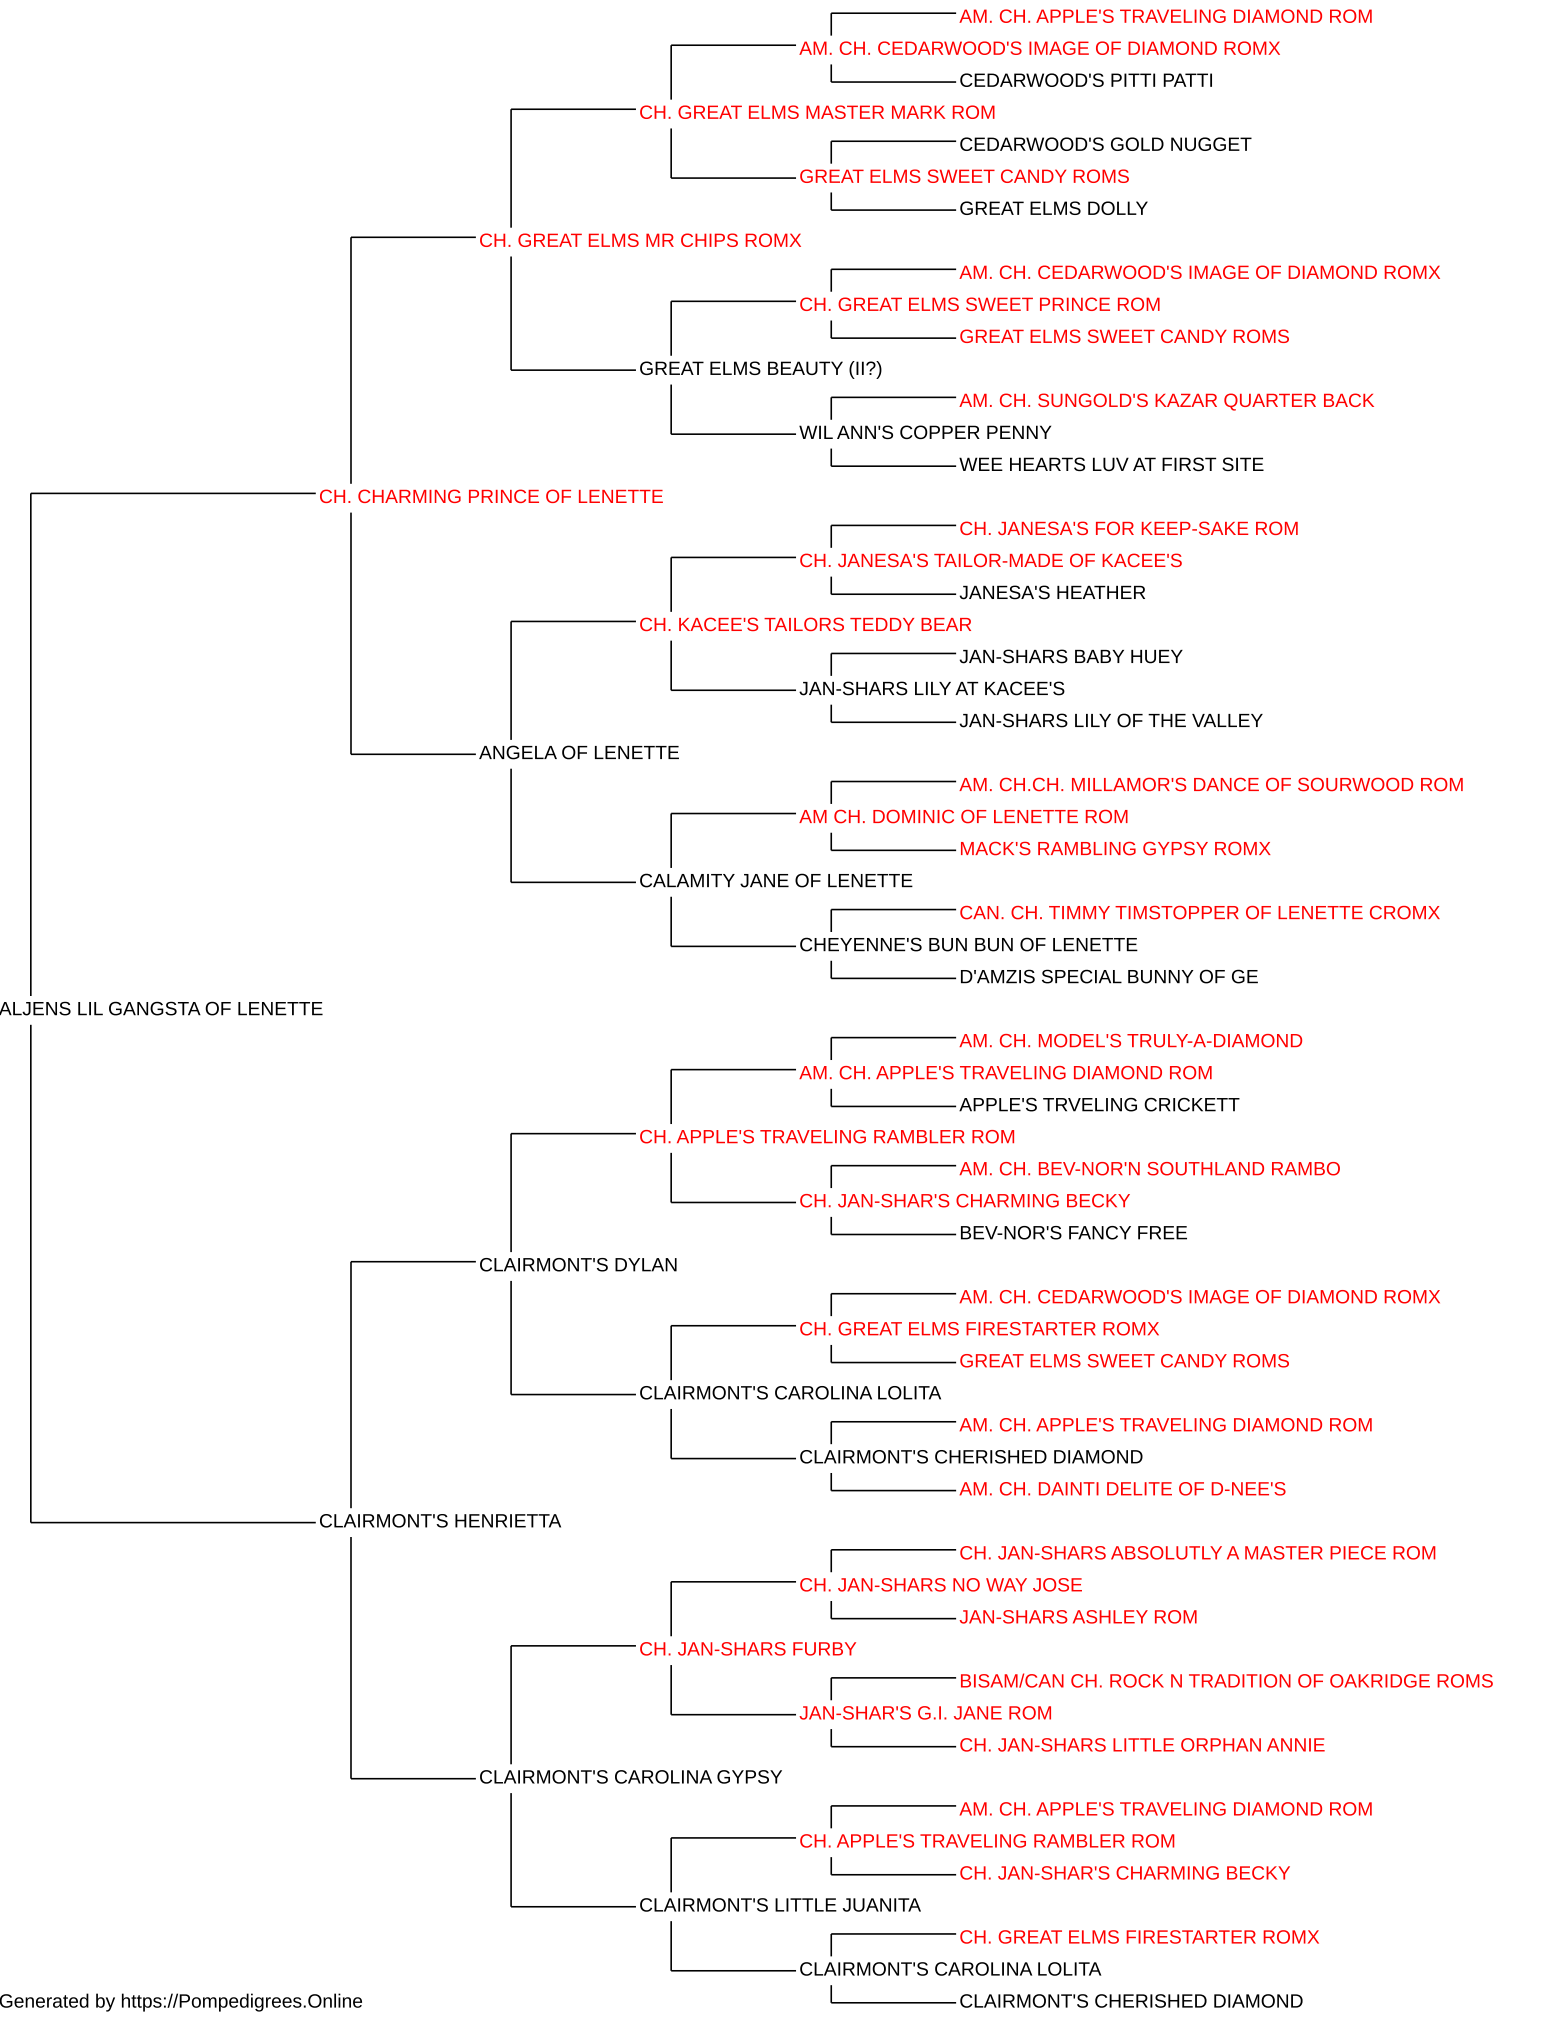 AM. CH. APPLE'S TRAVELING DIAMOND ROM
AM. CH. CEDARWOOD'S IMAGE OF DIAMOND ROMX
CEDARWOOD'S PITTI PATTI
CH. GREAT ELMS MASTER MARK ROM
CEDARWOOD'S GOLD NUGGET
GREAT ELMS SWEET CANDY ROMS
GREAT ELMS DOLLY
CH. GREAT ELMS MR CHIPS ROMX
AM. CH. CEDARWOOD'S IMAGE OF DIAMOND ROMX
CH. GREAT ELMS SWEET PRINCE ROM
GREAT ELMS SWEET CANDY ROMS
GREAT ELMS BEAUTY (II?)
AM. CH. SUNGOLD'S KAZAR QUARTER BACK
WIL ANN'S COPPER PENNY
WEE HEARTS LUV AT FIRST SITE
CH. CHARMING PRINCE OF LENETTE
CH. JANESA'S FOR KEEP-SAKE ROM
CH. JANESA'S TAILOR-MADE OF KACEE'S
JANESA'S HEATHER
CH. KACEE'S TAILORS TEDDY BEAR
JAN-SHARS BABY HUEY
JAN-SHARS LILY AT KACEE'S
JAN-SHARS LILY OF THE VALLEY
ANGELA OF LENETTE
AM. CH.CH. MILLAMOR'S DANCE OF SOURWOOD ROM
AM CH. DOMINIC OF LENETTE ROM
MACK'S RAMBLING GYPSY ROMX
CALAMITY JANE OF LENETTE
CAN. CH. TIMMY TIMSTOPPER OF LENETTE CROMX
CHEYENNE'S BUN BUN OF LENETTE
D'AMZIS SPECIAL BUNNY OF GE
ALJENS LIL GANGSTA OF LENETTE
AM. CH. MODEL'S TRULY-A-DIAMOND
AM. CH. APPLE'S TRAVELING DIAMOND ROM
APPLE'S TRVELING CRICKETT
CH. APPLE'S TRAVELING RAMBLER ROM
AM. CH. BEV-NOR'N SOUTHLAND RAMBO
CH. JAN-SHAR'S CHARMING BECKY
BEV-NOR'S FANCY FREE
CLAIRMONT'S DYLAN
AM. CH. CEDARWOOD'S IMAGE OF DIAMOND ROMX
CH. GREAT ELMS FIRESTARTER ROMX
GREAT ELMS SWEET CANDY ROMS
CLAIRMONT'S CAROLINA LOLITA
AM. CH. APPLE'S TRAVELING DIAMOND ROM
CLAIRMONT'S CHERISHED DIAMOND
AM. CH. DAINTI DELITE OF D-NEE'S
CLAIRMONT'S HENRIETTA
CH. JAN-SHARS ABSOLUTLY A MASTER PIECE ROM
CH. JAN-SHARS NO WAY JOSE
JAN-SHARS ASHLEY ROM
CH. JAN-SHARS FURBY
BISAM/CAN CH. ROCK N TRADITION OF OAKRIDGE ROMS
JAN-SHAR'S G.I. JANE ROM
CH. JAN-SHARS LITTLE ORPHAN ANNIE
CLAIRMONT'S CAROLINA GYPSY
AM. CH. APPLE'S TRAVELING DIAMOND ROM
CH. APPLE'S TRAVELING RAMBLER ROM
CH. JAN-SHAR'S CHARMING BECKY
CLAIRMONT'S LITTLE JUANITA
CH. GREAT ELMS FIRESTARTER ROMX
CLAIRMONT'S CAROLINA LOLITA
CLAIRMONT'S CHERISHED DIAMOND
Generated by https://Pompedigrees.Online